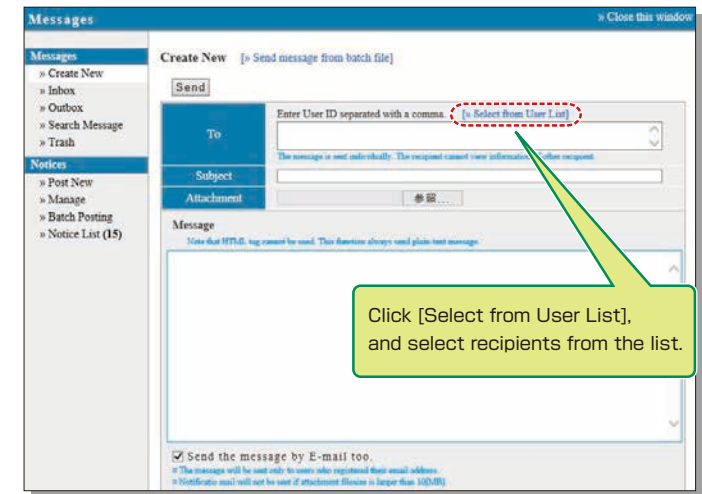 Messages
» Close this window
Messages
» Create New
» Inbox
» Outbox
» Search Message
» Trash
Notices
» Post New
» Manage
» Batch Posting
» Notice List (15)
Create New [» Send message from batch file]
Send
To
Enter User ID separated with a comma. [» Select from User List]
The message is sent individually. The recipient cannot view information other recipient.
Subject
Attachment
参照...
Message
Note that HTML tag cannot be used. This function always send plain text message.
Click [Select from User List],
and select recipients from the list.
Send the message by E-mail too.
※ The message will be sent only to users who registered their email address.
※ Notificatio mail will not be sent if attachment filesize is larger than 10[MB]